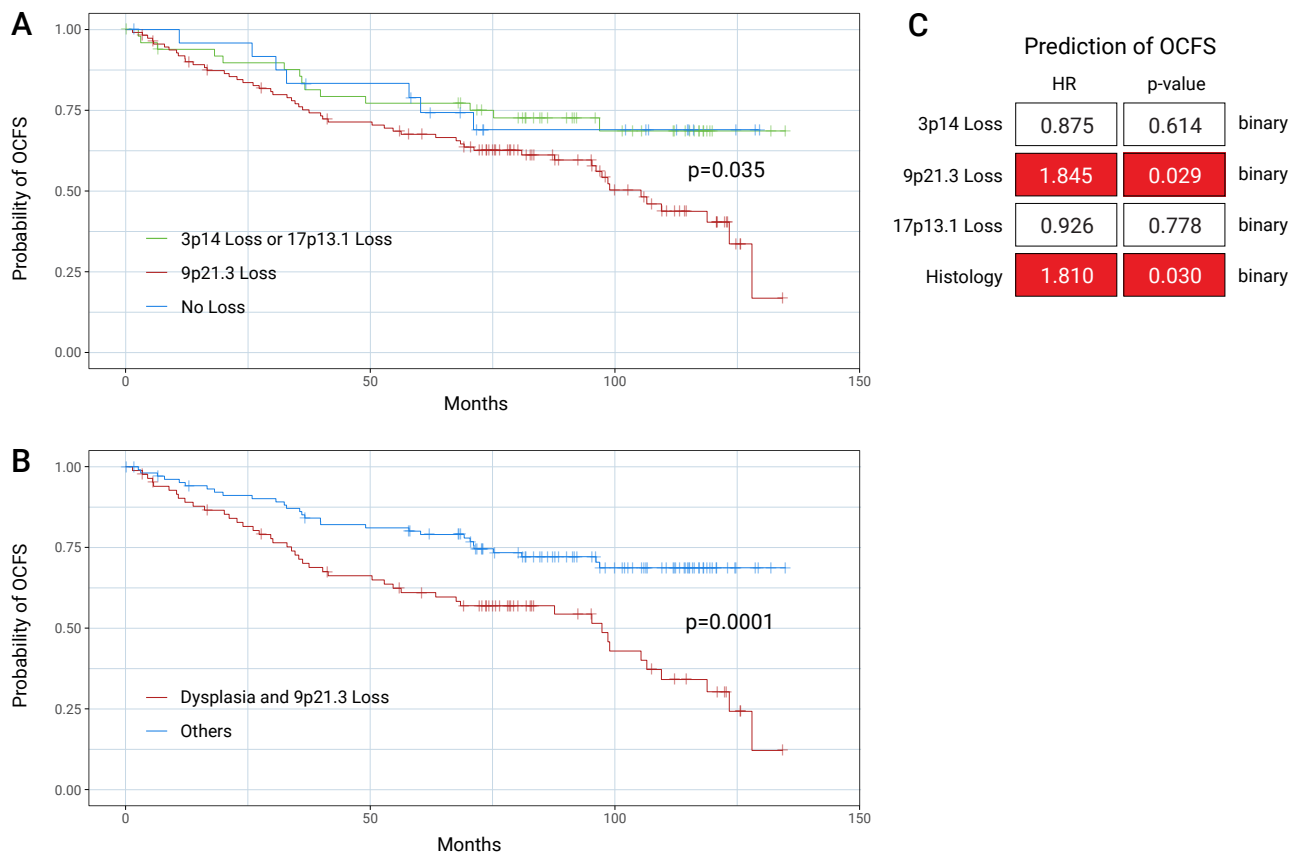 A
1.00
0.75
0.50
0.25
0.00
Probability of OCFS
p=0.035
3p14 Loss or 17p13.1 Loss
9p21.3 Loss
No Loss
0 50 100 150
Months
B
1.00
0.75
0.50
0.25
0.00
Probability of OCFS
p=0.0001
Dysplasia and 9p21.3 Loss
Others
0 50 100 150
Months
C
Prediction of OCFS
HR p-value
3p14 Loss 0.875 0.614 binary
9p21.3 Loss 1.845 0.029 binary
17p13.1 Loss 0.926 0.778 binary
Histology 1.810 0.030 binary